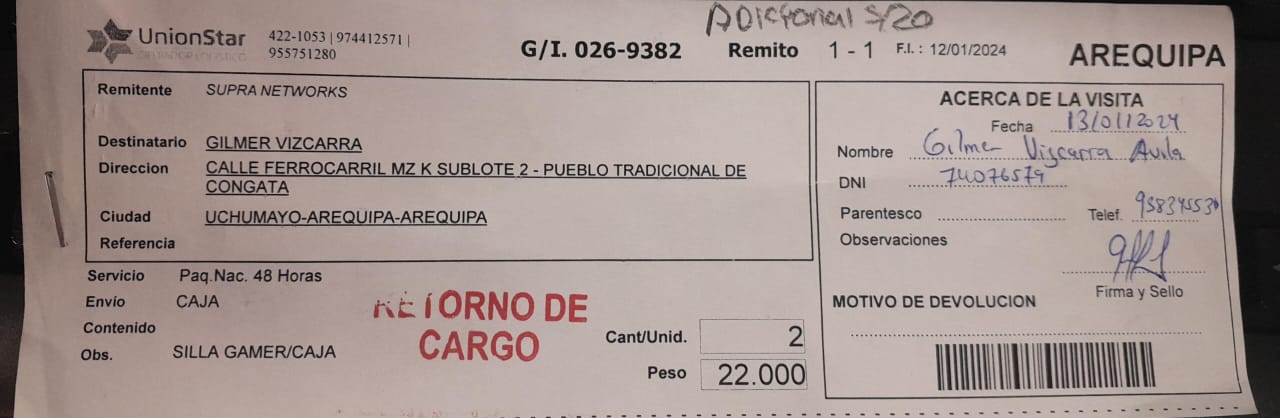 Adicional S/20
UnionStar
422-1053 | 974412571 |
955751280
G/I. 026-9382 Remito 1 - 1 F.I. : 12/01/2024 AREQUIPA
Remitente SUPRA NETWORKS
Destinatario GILMER VIZCARRA
Direccion CALLE FERROCARRIL MZ K SUBLOTE 2 - PUEBLO TRADICIONAL DE
CONGATA
Ciudad UCHUMAYO-AREQUIPA-AREQUIPA
Referencia
Servicio Paq.Nac. 48 Horas
Envio CAJA
Contenido
Obs. SILLA GAMER/CAJA
RETORNO DE
CARGO
Cant/Unid. 2
Peso 22.000
ACERCA DE LA VISITA
Fecha 13/01/2024
Nombre Gilmer Vizcarra Avila
DNI 74076579
Parentesco Telef.
Observaciones
Firma y Sello
MOTIVO DE DEVOLUCION